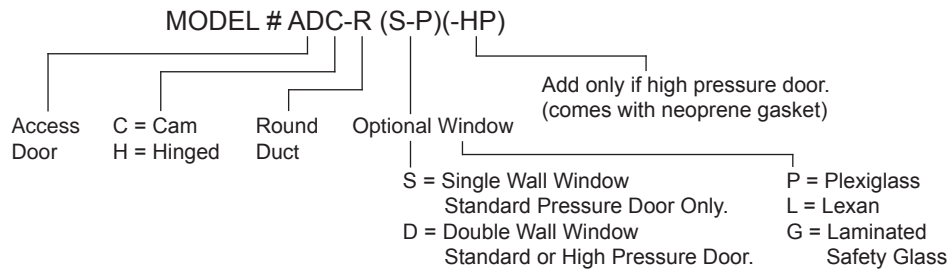 MODEL # ADC-R (S-P)(-HP)
Add only if high pressure door.
(comes with neoprene gasket)
Access
Door
C = Cam
H = Hinged
Round
Duct
Optional Window
S = Single Wall Window
Standard Pressure Door Only.
D = Double Wall Window
Standard or High Pressure Door.
P = Plexiglass
L = Lexan
G = Laminated
Safety Glass